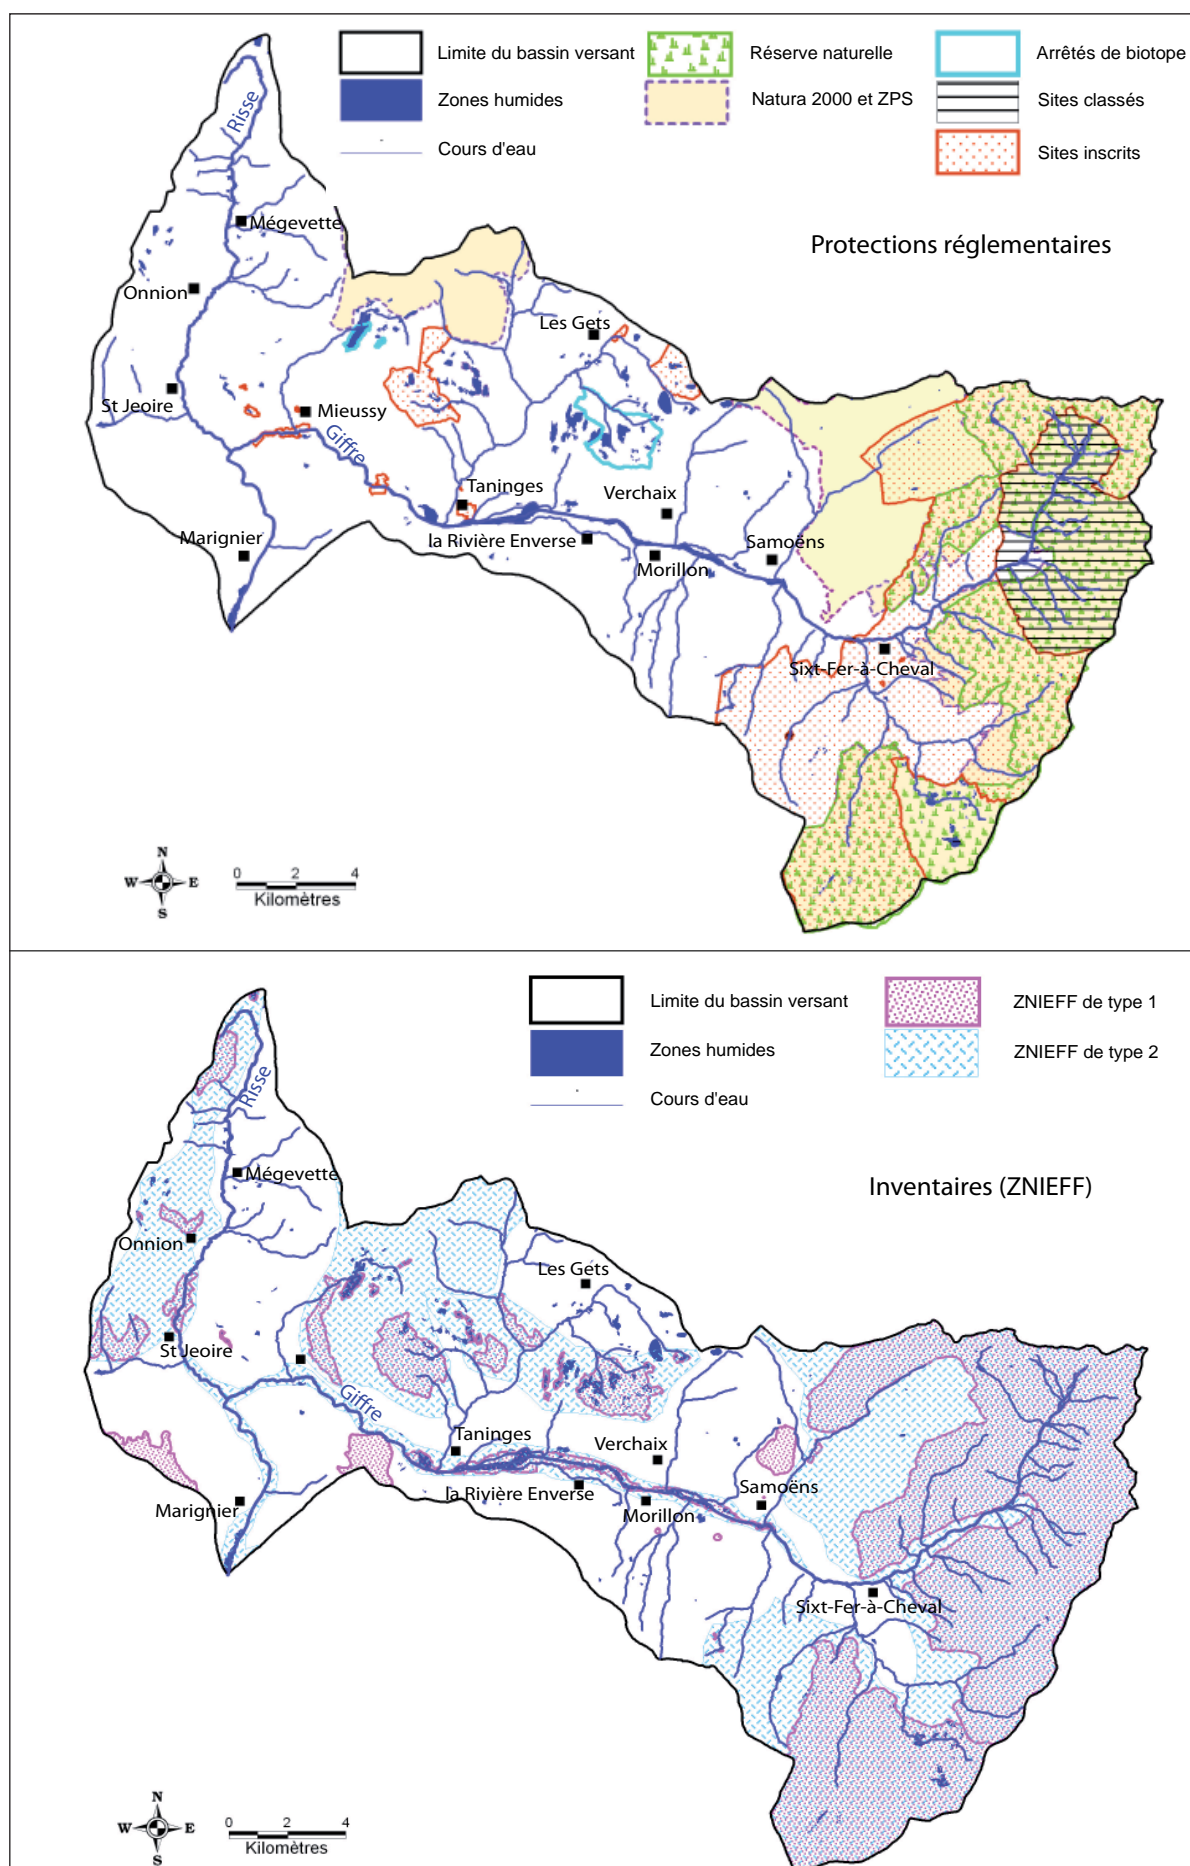 Limite du bassin versant
Réserve naturelle
Arrêtés de biotope
Zones humides
Natura 2000 et ZPS
Sites classés
Cours d'eau
Sites inscrits
Protections réglementaires
Risse
Mégevette
Onnion
Les Gets
St Jeoire
Mieussy
Giffre
Taninges
Verchaix
Marignier
la Rivière Enverse
Samoëns
Morillon
Sixt-Fer-à-Cheval
N
W E
S
0 2 4
Kilomètres
Limite du bassin versant
ZNIEFF de type 1
Zones humides
ZNIEFF de type 2
Cours d'eau
Inventaires (ZNIEFF)
Risse
Mégevette
Onnion
Les Gets
St Jeoire
Giffre
Taninges
Verchaix
Samoëns
la Rivière Enverse
Marignier
Morillon
Sixt-Fer-à-Cheval
N
W E
S
0 2 4
Kilomètres